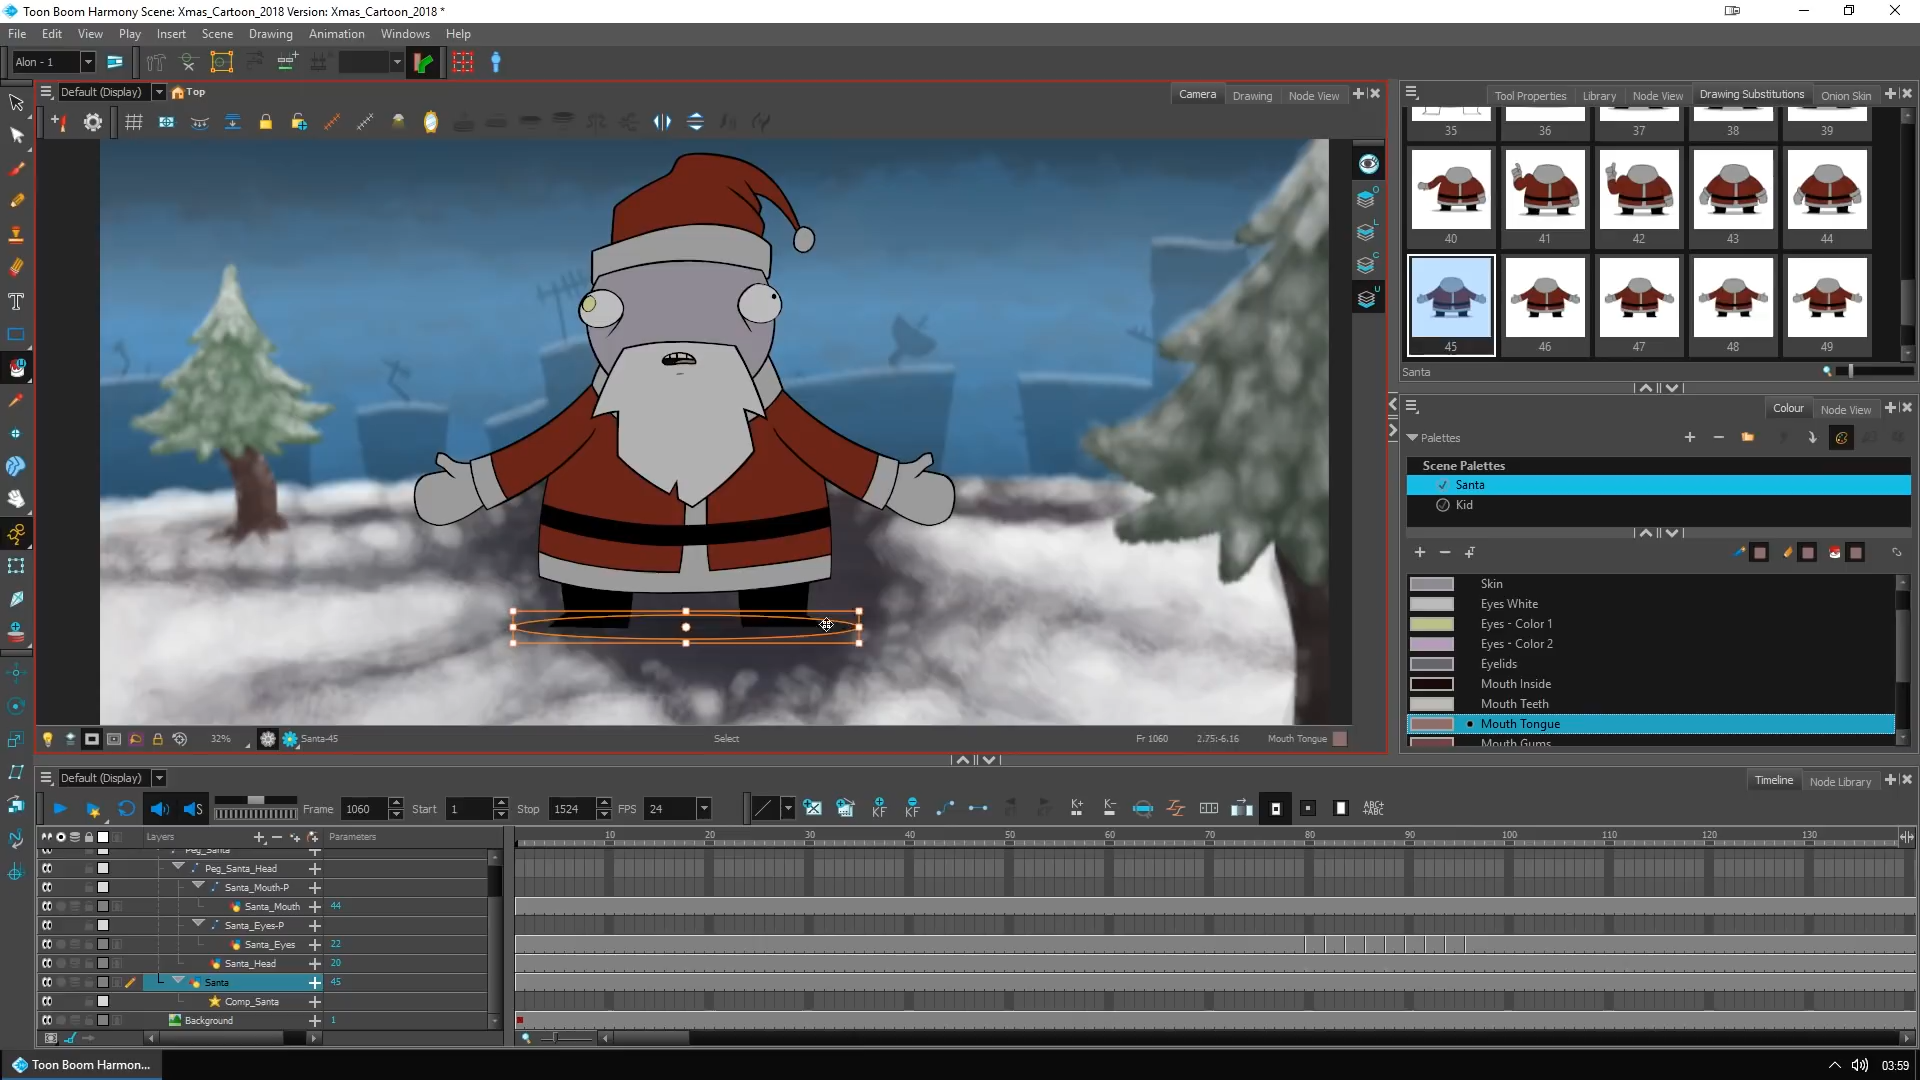 Toon Boom Harmony Scene: Xmas_Cartoon_2018 Version: Xmas_Cartoon_2018 *
File Edit View Play Insert Scene Drawing Animation Windows Help
Alon - 1
Default (Display) Top Camera Drawing Node View
Tool Properties Library Node View Drawing Substitutions Onion Skin
35 36 37 38 39
40 41 42 43 44
45 46 47 48 49
Santa
Colour Node View
Palettes
Scene Palettes
Santa
Kid
Skin
Eyes White
Eyes - Color 1
Eyes - Color 2
Eyelids
Mouth Inside
Mouth Teeth
Mouth Tongue
Mouth Gums
32% Santa-45 Select Fr 1060 2.75:-6.16 Mouth Tongue
Default (Display) Timeline Node Library
Frame 1060 Start 1 Stop 1524 FPS 24
Layers Parameters 10 20 30 40 50 60 70 80 90 100 110 120 130
Peg_Santa
Peg_Santa_Head
Santa_Mouth-P
Santa_Mouth 44
Santa_Eyes-P
Santa_Eyes 22
Santa_Head 20
Santa 45
Comp_Santa
Background 1
Toon Boom Harmony... 03:59